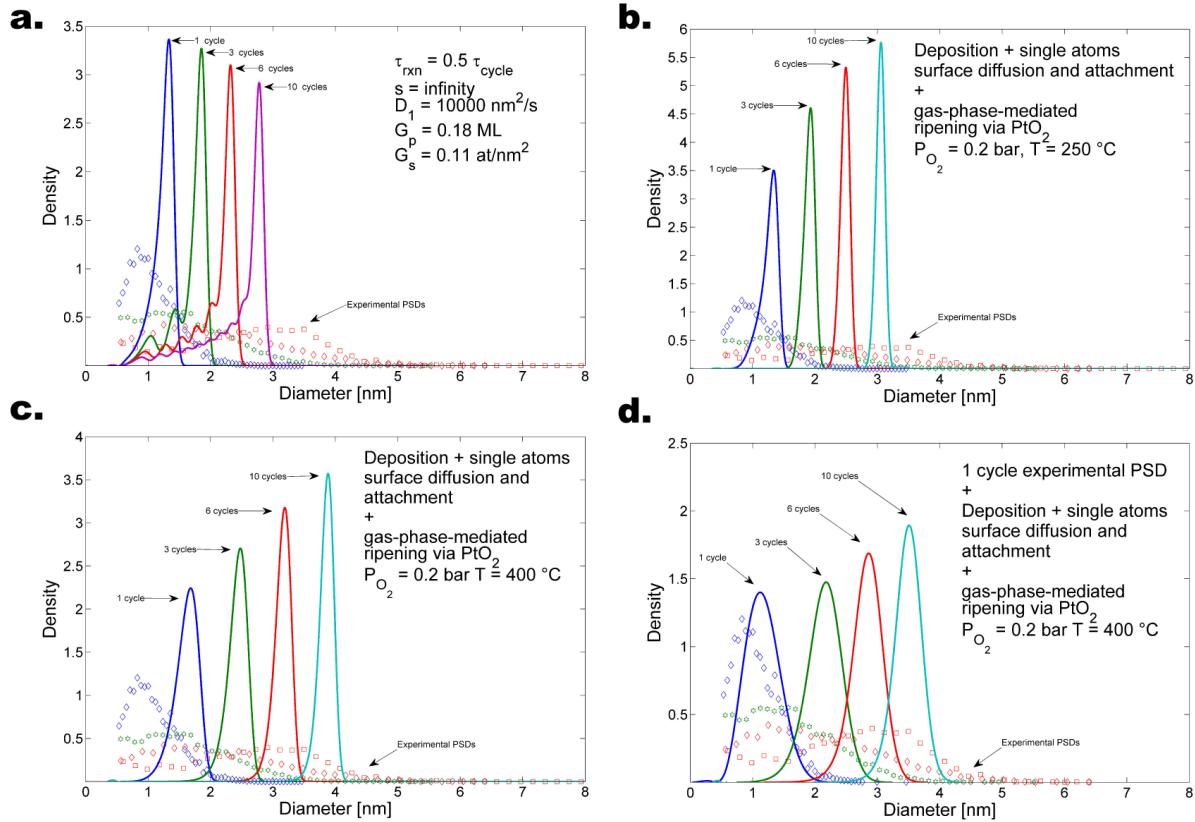 a.
3.5
3
2.5
2
1.5
1
0.5
0
1
2
3
4
5
6
7
8
Density
Diameter [nm]
1 cycle
3 cycles
6 cycles
10 cycles
τrxn = 0.5 τcycle
s = infinity
D1 = 10000 nm²/s
Gp = 0.18 ML
Gs = 0.11 at/nm²
Experimental PSDs
b.
6
5.5
5
4.5
4
3.5
3
2.5
2
1.5
1
0.5
0
1
2
3
4
5
6
7
8
Density
Diameter [nm]
10 cycles
6 cycles
3 cycles
1 cycle
Deposition + single atoms
surface diffusion and attachment
+
gas-phase-mediated
ripening via PtO2
PO2 = 0.2 bar, T = 250 °C
Experimental PSDs
c.
4
3.5
3
2.5
2
1.5
1
0.5
0
1
2
3
4
5
6
7
8
Density
Diameter [nm]
10 cycles
6 cycles
3 cycles
1 cycle
Deposition + single atoms
surface diffusion and
attachment
+
gas-phase-mediated
ripening via PtO2
PO2 = 0.2 bar T = 400 °C
Experimental PSDs
d.
2.5
2
1.5
1
0.5
0
1
2
3
4
5
6
7
8
Density
Diameter [nm]
10 cycles
6 cycles
3 cycles
1 cycle
1 cycle experimental PSD
+
Deposition + single atoms
surface diffusion and
attachment
+
gas-phase-mediated
ripening via PtO2
PO2 = 0.2 bar T = 400 °C
Experimental PSDs